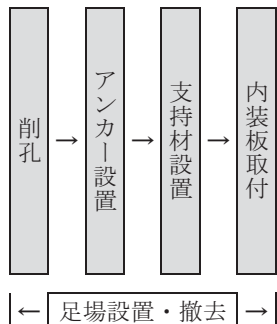 削孔
→
アンカー設置
→
支持材設置
→
内装板取付
← 足場設置・撤去 →